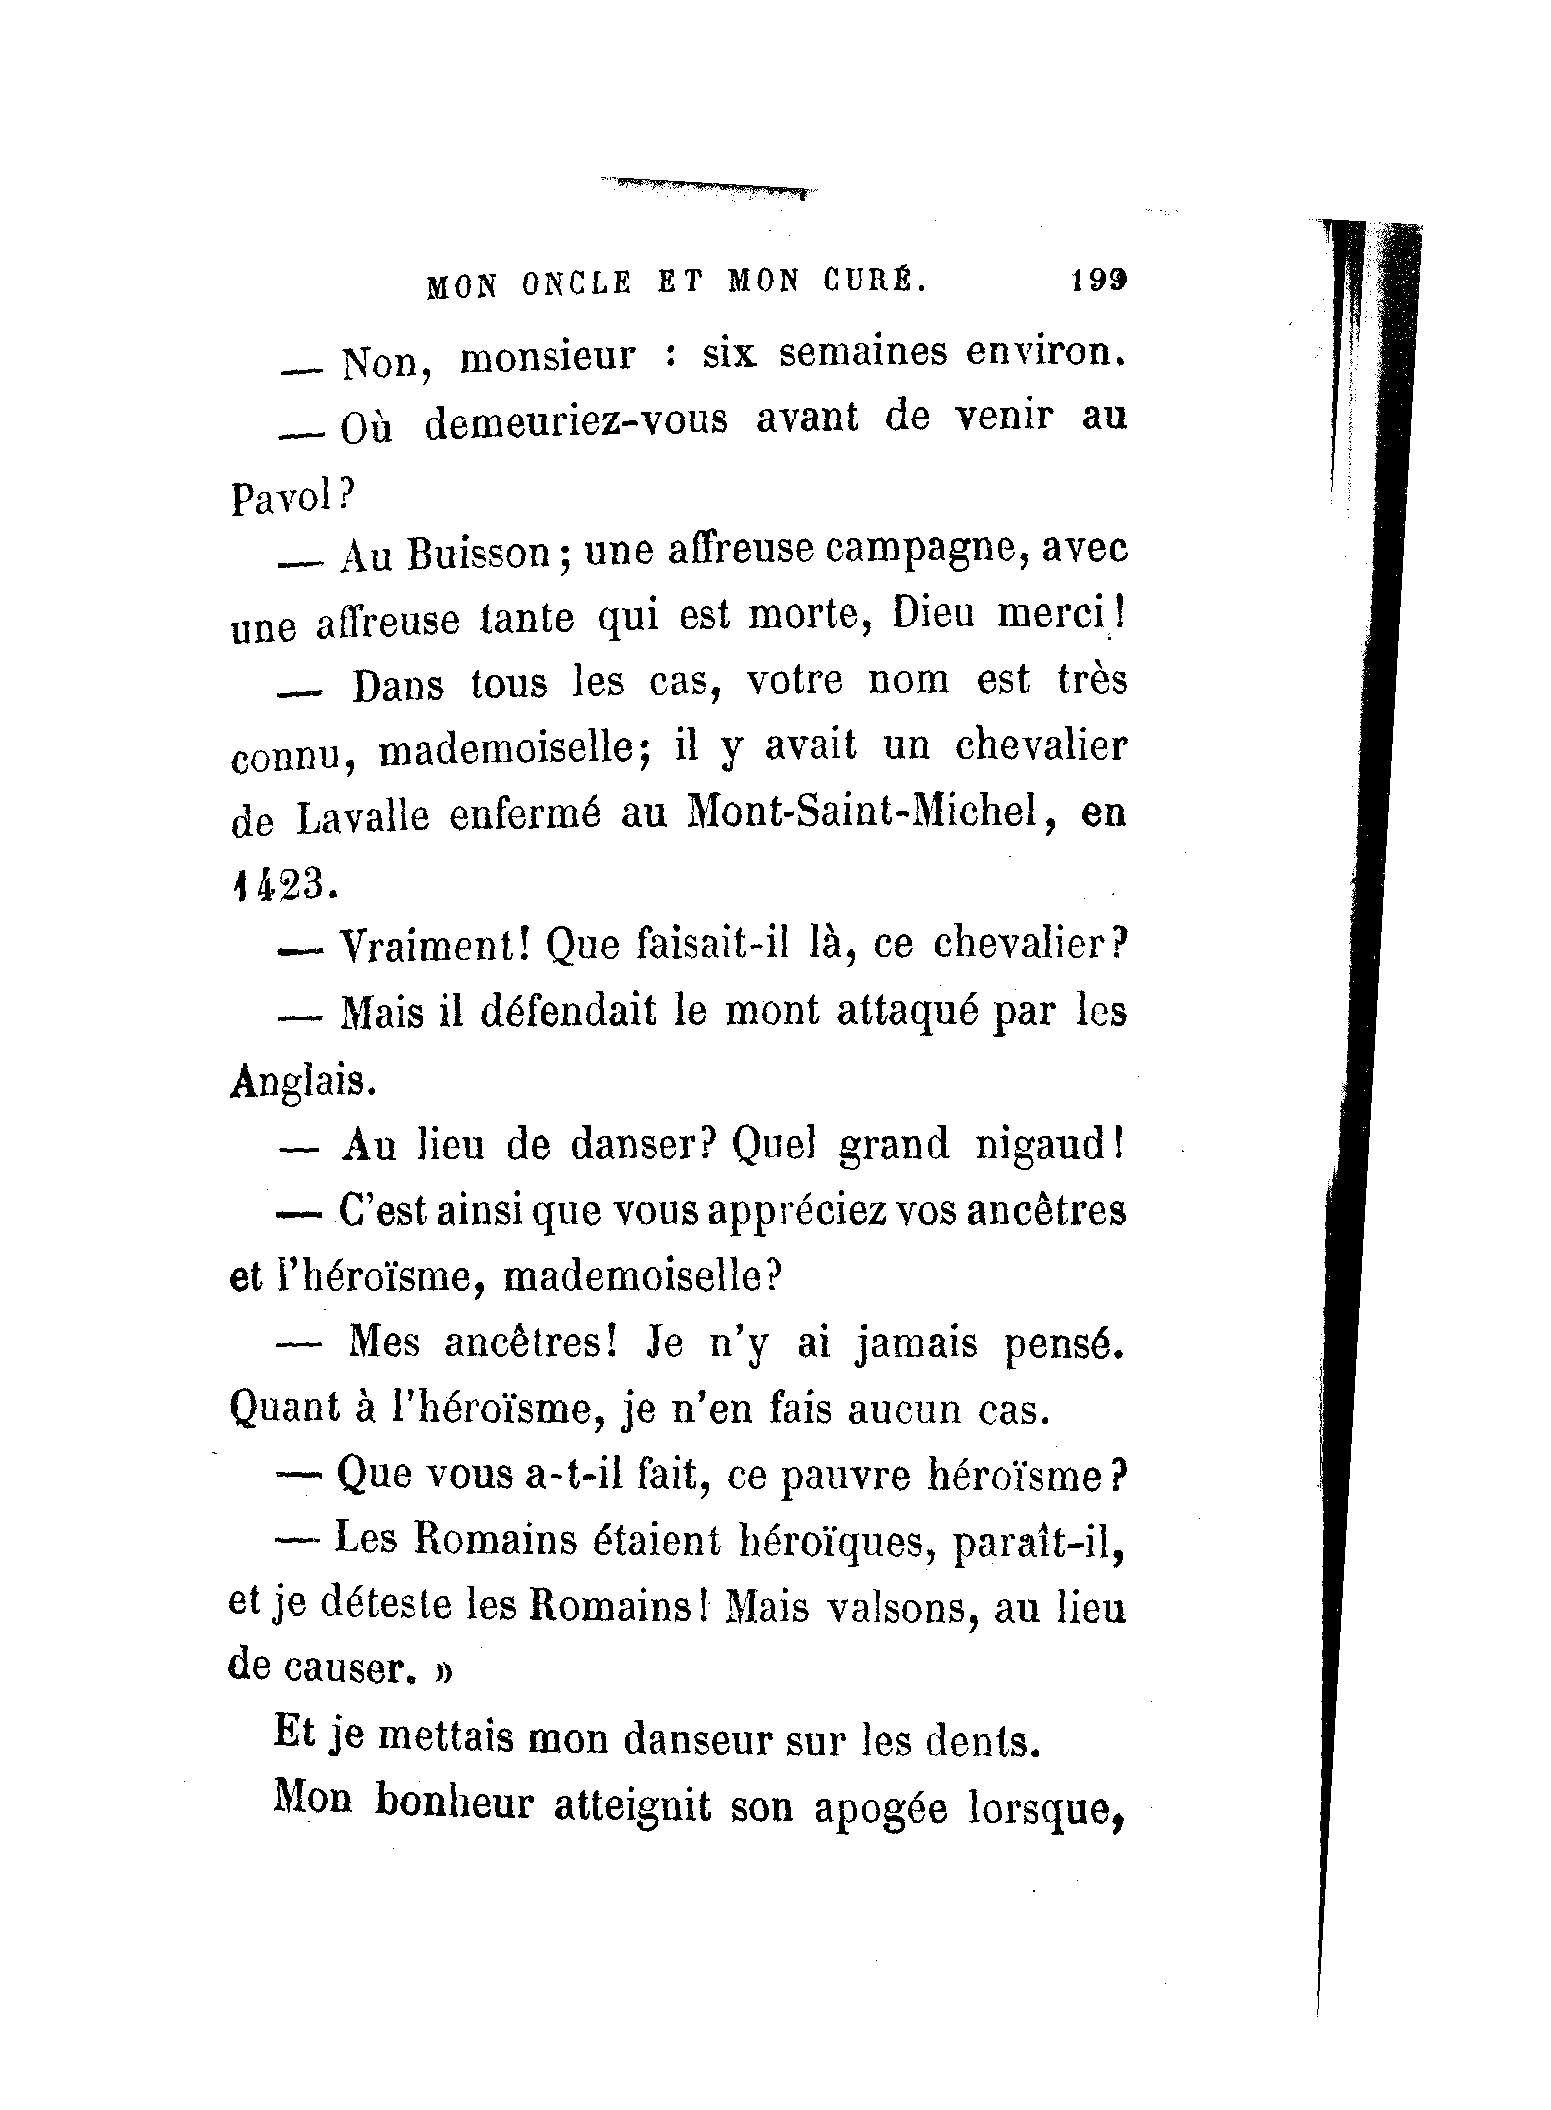 MON ONCLE ET MON CURÉ. 199
— Non, monsieur : six semaines environ.
— Où demeuriez-vous avant de venir au
Pavol?
— Au Buisson; une affreuse campagne, avec
une affreuse tante qui est morte, Dieu merci!
— Dans tous les cas, votre nom est très
connu, mademoiselle; il y avait un chevalier
de Lavalle enfermé au Mont-Saint-Michel, en
1423.
— Vraiment! Que faisait-il là, ce chevalier?
— Mais il défendait le mont attaqué par les
Anglais.
— Au lieu de danser? Quel grand nigaud!
— C'est ainsi que vous appréciez vos ancêtres
et l'héroïsme, mademoiselle?
— Mes ancêtres! Je n'y ai jamais pensé.
Quant à l'héroïsme, je n'en fais aucun cas.
— Que vous a-t-il fait, ce pauvre héroïsme?
— Les Romains étaient héroïques, paraît-il,
et je déteste les Romains! Mais valsons, au lieu
de causer. »
Et je mettais mon danseur sur les dents.
Mon bonheur atteignit son apogée lorsque,